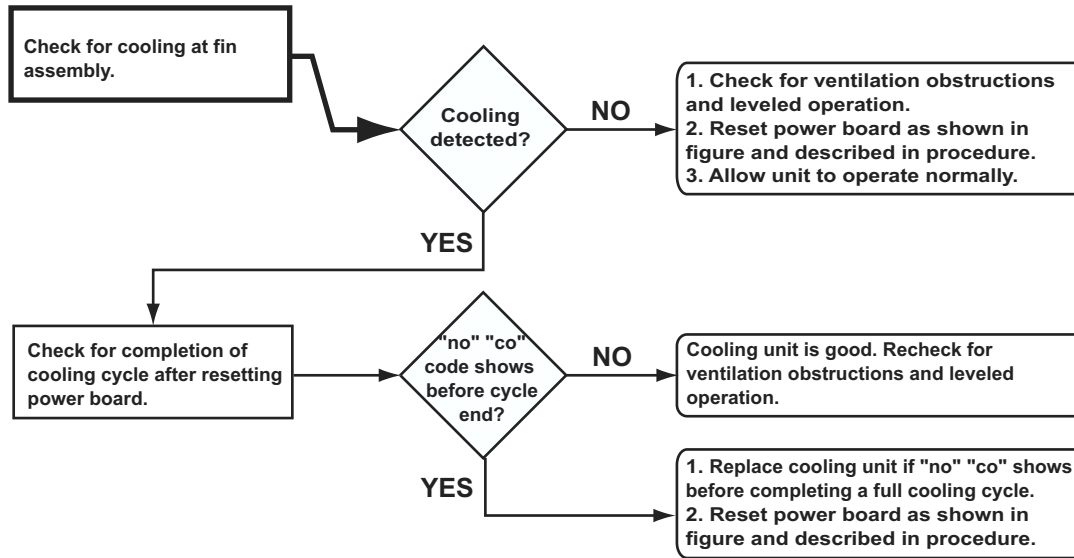 Check for cooling at fin
assembly.
Cooling
detected?
NO
1. Check for ventilation obstructions
and leveled operation.
2. Reset power board as shown in
figure and described in procedure.
3. Allow unit to operate normally.
YES
Check for completion of
cooling cycle after resetting
power board.
"no" "co"
code shows
before cycle
end?
NO
Cooling unit is good. Recheck for
ventilation obstructions and leveled
operation.
YES
1. Replace cooling unit if "no" "co" shows
before completing a full cooling cycle.
2. Reset power board as shown in
figure and described in procedure.